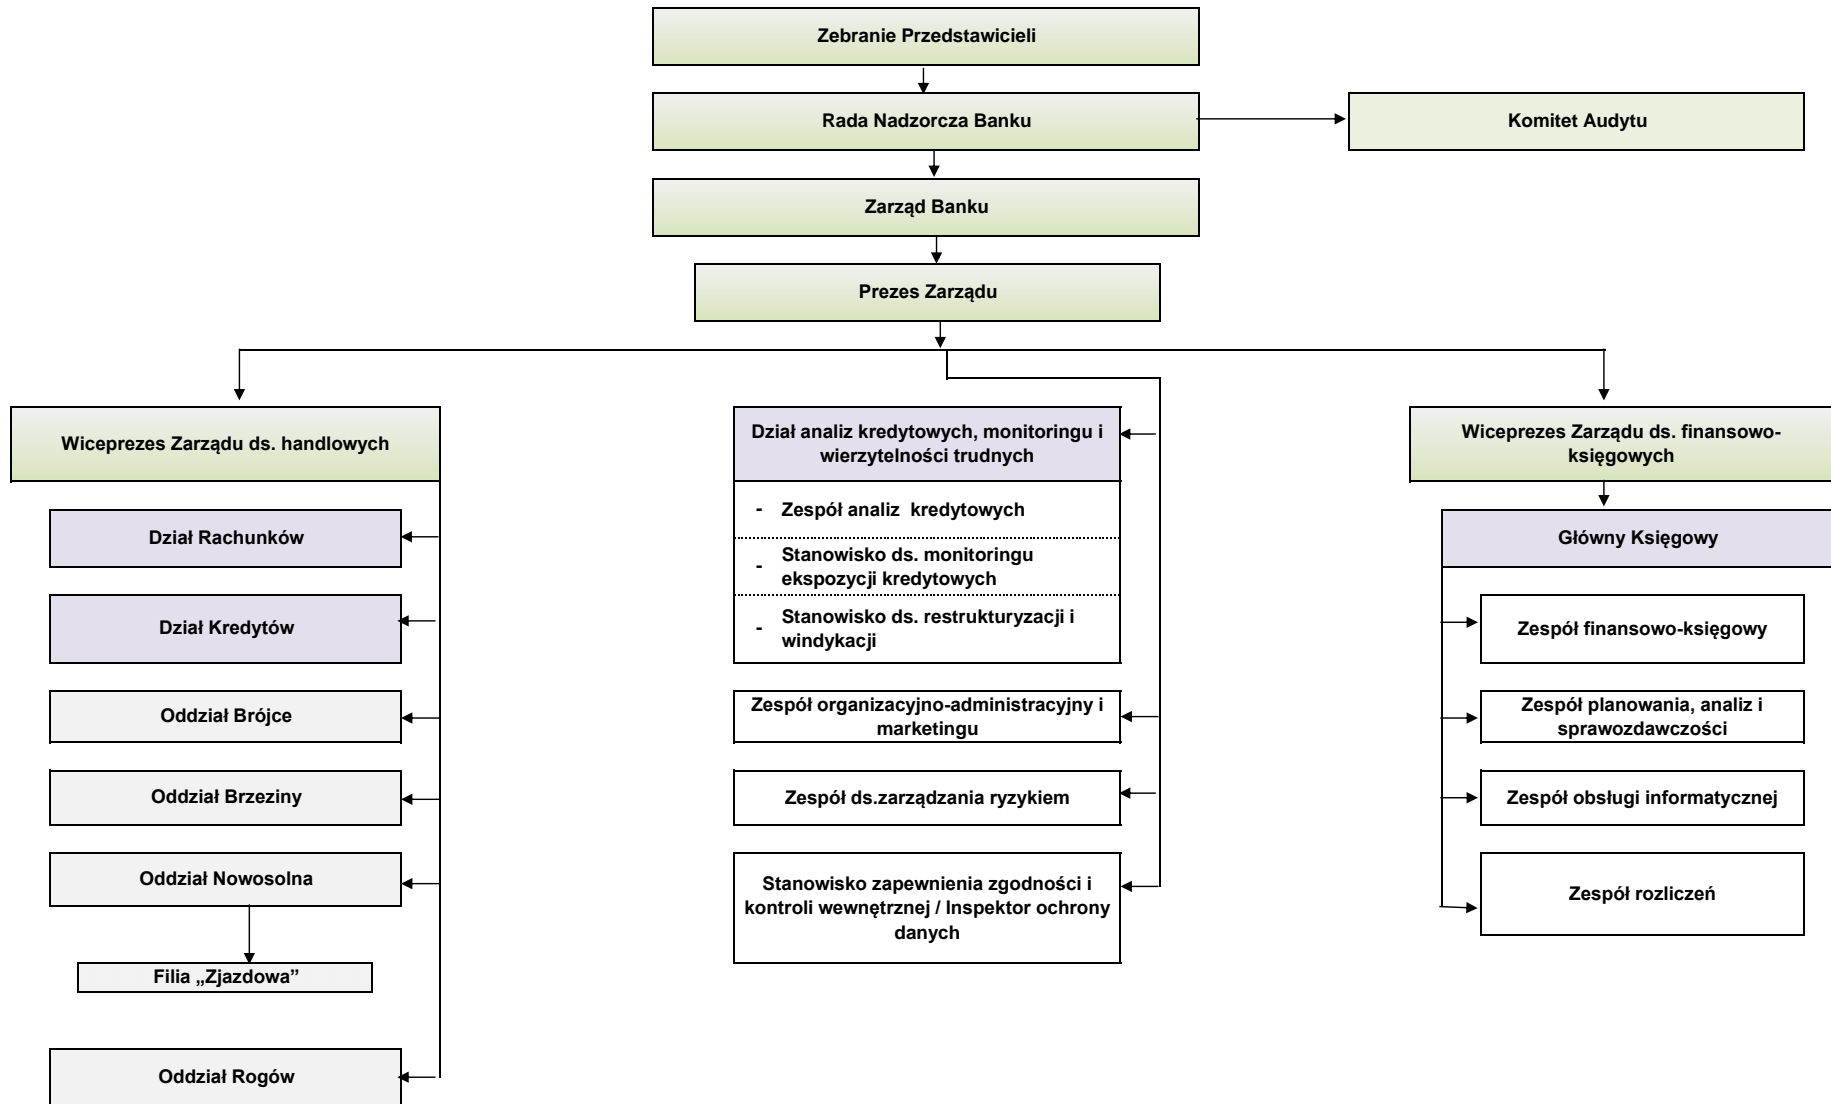 Zebranie Przedstawicieli
Rada Nadzorcza Banku
Komitet Audytu
Zarząd Banku
Prezes Zarządu
Wiceprezes Zarządu ds. handlowych
Dział Rachunków
Dział Kredytów
Oddział Brójce
Oddział Brzeziny
Oddział Nowosolna
Filia „Zjazdowa”
Oddział Rogów
Dział analiz kredytowych, monitoringu i
wierzytelności trudnych
- Zespół analiz  kredytowych
- Stanowisko ds. monitoringu
ekspozycji kredytowych
- Stanowisko ds. restrukturyzacji i
windykacji
Zespół organizacyjno-administracyjny i
marketingu
Zespół ds.zarządzania ryzykiem
Stanowisko zapewnienia zgodności i
kontroli wewnętrznej / Inspektor ochrony
danych
Wiceprezes Zarządu ds. finansowo-
księgowych
Główny Księgowy
Zespół finansowo-księgowy
Zespół planowania, analiz i
sprawozdawczości
Zespół obsługi informatycznej
Zespół rozliczeń